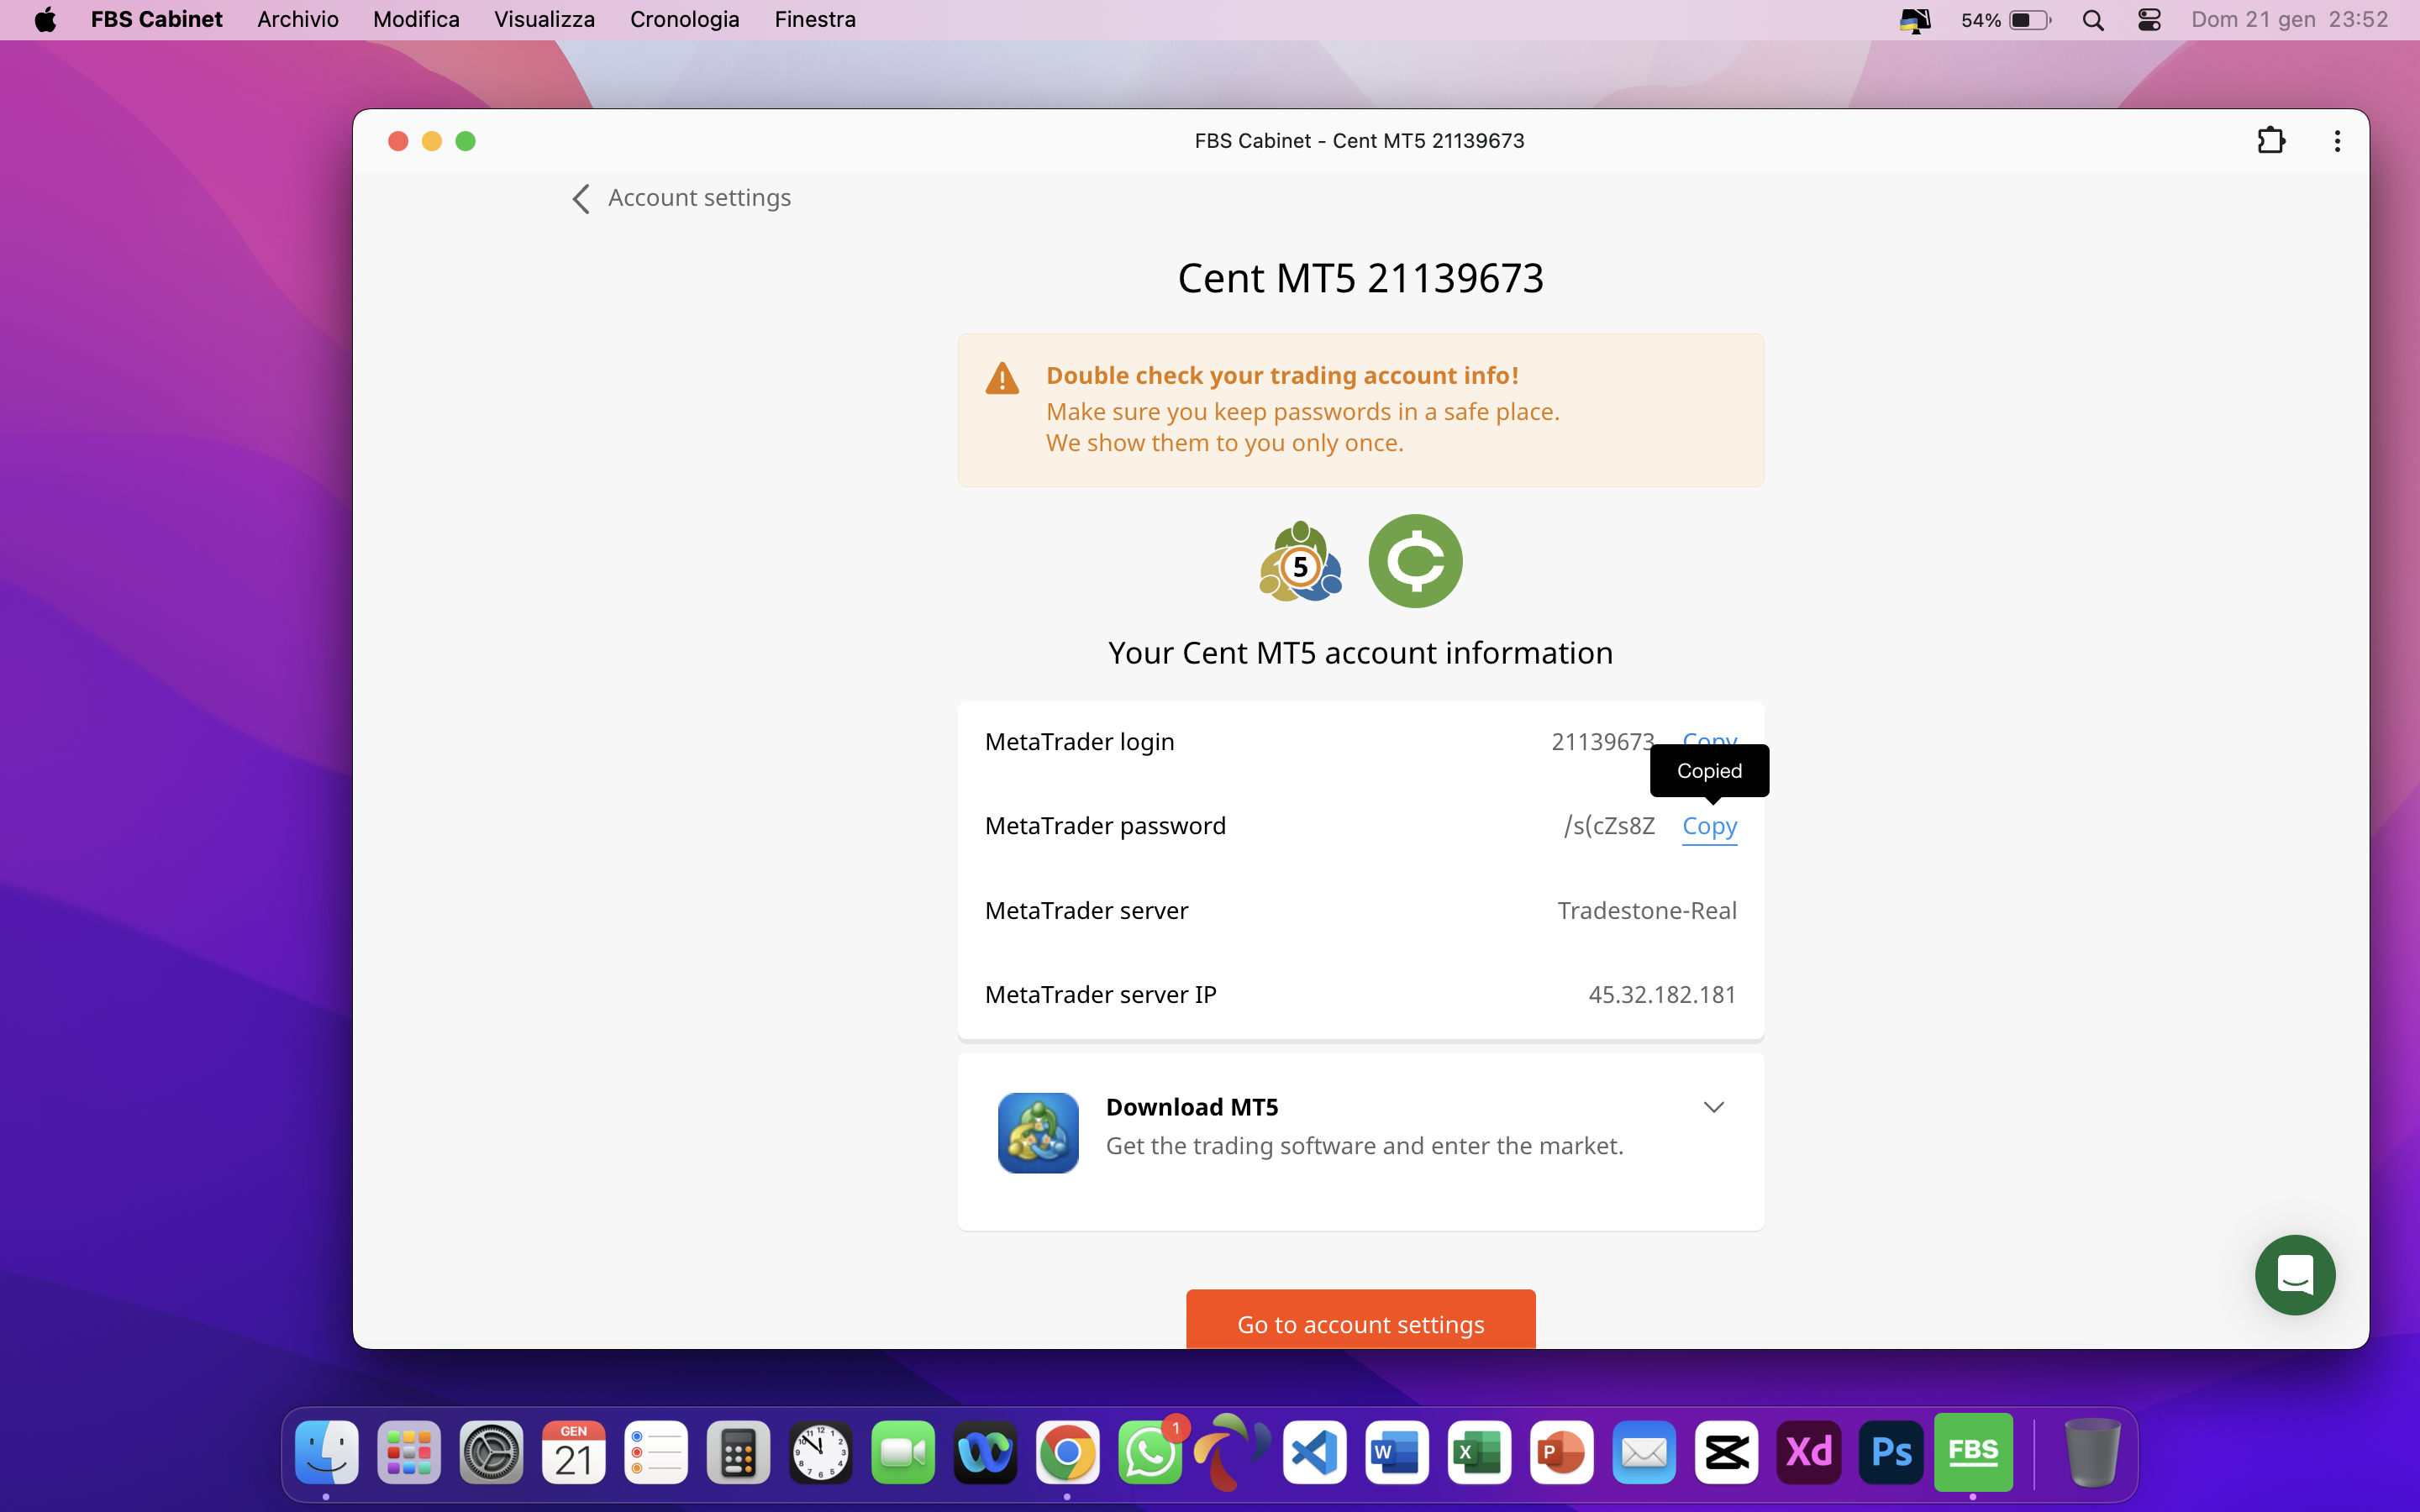 FBS Cabinet Archivio Modifica Visualizza Cronologia Finestra 54% Dom 21 gen 23:52
FBS Cabinet - Cent MT5 21139673
Account settings
Cent MT5 21139673
Double check your trading account info!
Make sure you keep passwords in a safe place.
We show them to you only once.
5
Your Cent MT5 account information
MetaTrader login 21139673 Copy
Copied
MetaTrader password /s(cZs8Z Copy
MetaTrader server Tradestone-Real
MetaTrader server IP 45.32.182.181
Download MT5
Get the trading software and enter the market.
Go to account settings
GEN
21
1
W
X
P
Xd
Ps
FBS